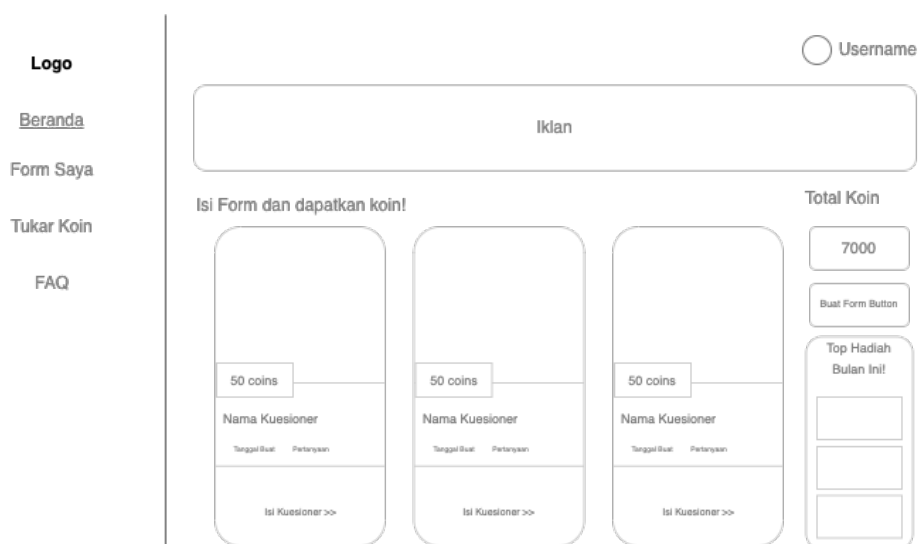 Logo
Beranda
Form Saya
Tukar Koin
FAQ
Username
Iklan
Isi Form dan dapatkan koin!
50 coins
Nama Kuesioner
Tanggal Buat Pertanyaan
Isi Kuesioner >>
50 coins
Nama Kuesioner
Tanggal Buat Pertanyaan
Isi Kuesioner >>
50 coins
Nama Kuesioner
Tanggal Buat Pertanyaan
Isi Kuesioner >>
Total Koin
7000
Buat Form Button
Top Hadiah
Bulan Ini!